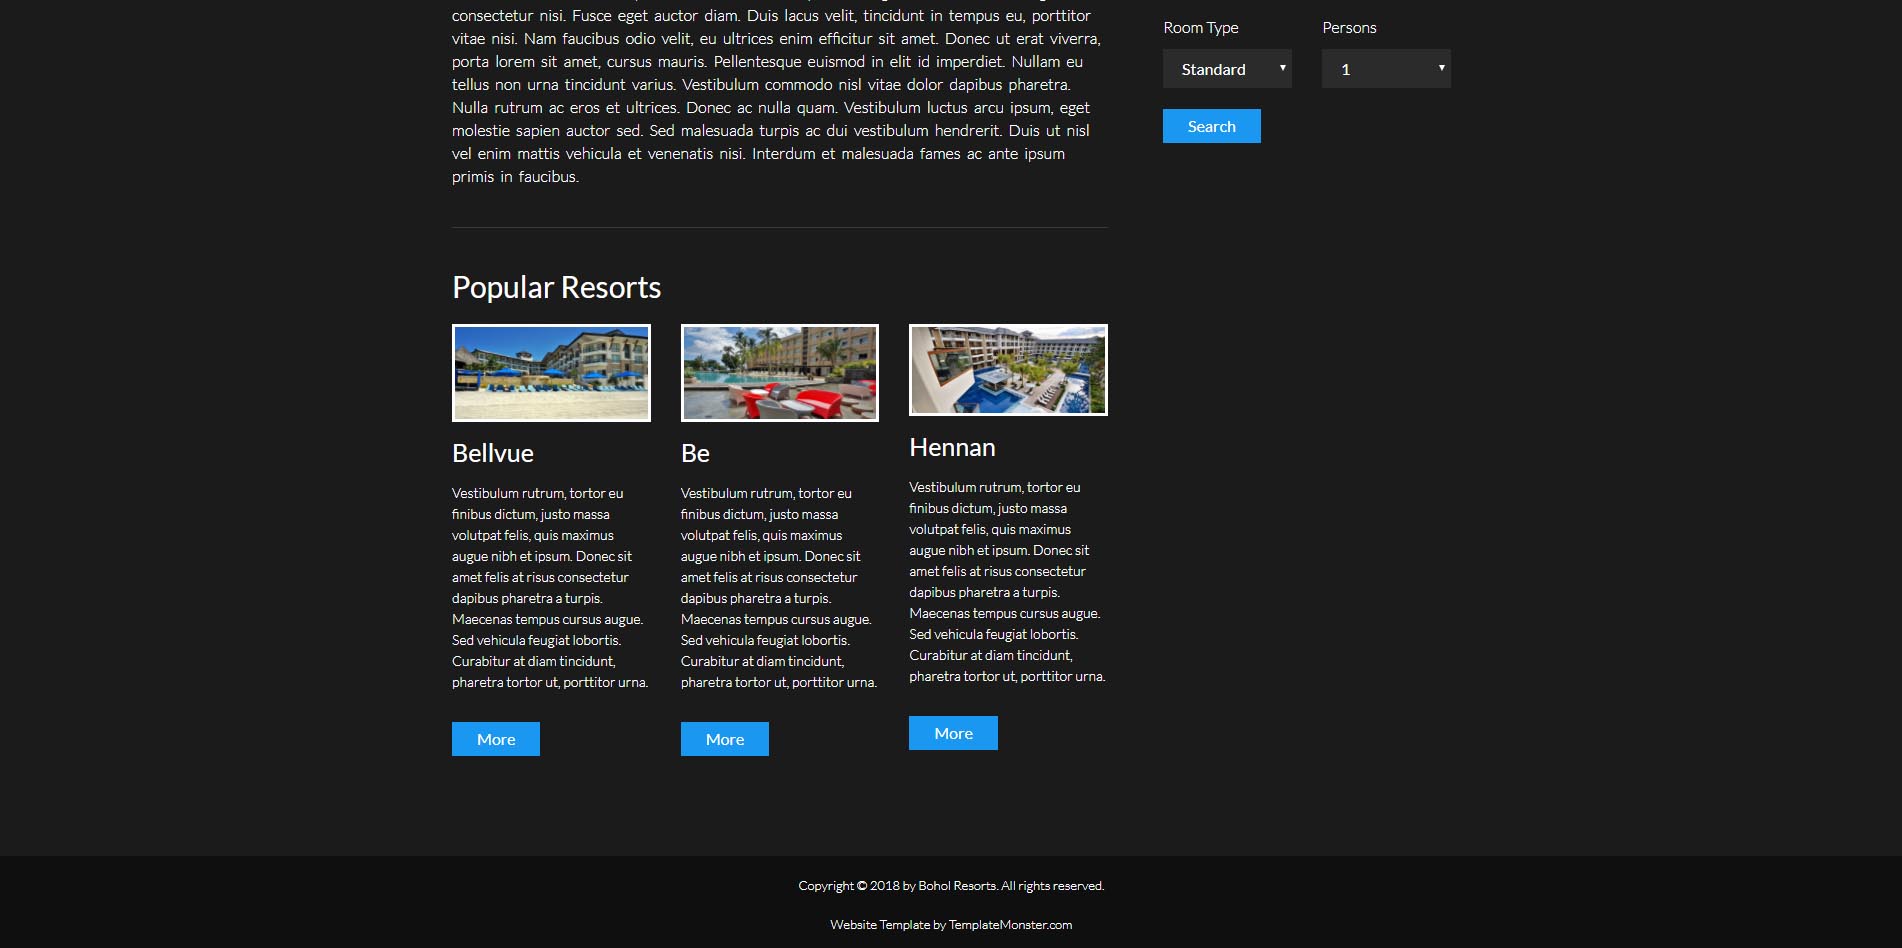 consectetur nisi. Fusce eget auctor diam. Duis lacus velit, tincidunt in tempus eu, porttitor
vitae nisi. Nam faucibus odio velit, eu ultrices enim efficitur sit amet. Donec ut erat viverra,
porta lorem sit amet, cursus mauris. Pellentesque euismod in elit id imperdiet. Nullam eu
tellus non urna tincidunt varius. Vestibulum commodo nisl vitae dolor dapibus pharetra.
Nulla rutrum ac eros et ultrices. Donec ac nulla quam. Vestibulum luctus arcu ipsum, eget
molestie sapien auctor sed. Sed malesuada turpis ac dui vestibulum hendrerit. Duis ut nisl
vel enim mattis vehicula et venenatis nisi. Interdum et malesuada fames ac ante ipsum
primis in faucibus.
Room Type
Persons
Standard
1
Search
Popular Resorts
Bellvue
Vestibulum rutrum, tortor eu
finibus dictum, justo massa
volutpat felis, quis maximus
augue nibh et ipsum. Donec sit
amet felis at risus consectetur
dapibus pharetra a turpis.
Maecenas tempus cursus augue.
Sed vehicula feugiat lobortis.
Curabitur at diam tincidunt,
pharetra tortor ut, porttitor urna.
More
Be
Vestibulum rutrum, tortor eu
finibus dictum, justo massa
volutpat felis, quis maximus
augue nibh et ipsum. Donec sit
amet felis at risus consectetur
dapibus pharetra a turpis.
Maecenas tempus cursus augue.
Sed vehicula feugiat lobortis.
Curabitur at diam tincidunt,
pharetra tortor ut, porttitor urna.
More
Hennan
Vestibulum rutrum, tortor eu
finibus dictum, justo massa
volutpat felis, quis maximus
augue nibh et ipsum. Donec sit
amet felis at risus consectetur
dapibus pharetra a turpis.
Maecenas tempus cursus augue.
Sed vehicula feugiat lobortis.
Curabitur at diam tincidunt,
pharetra tortor ut, porttitor urna.
More
Copyright © 2018 by Bohol Resorts. All rights reserved.
Website Template by TemplateMonster.com